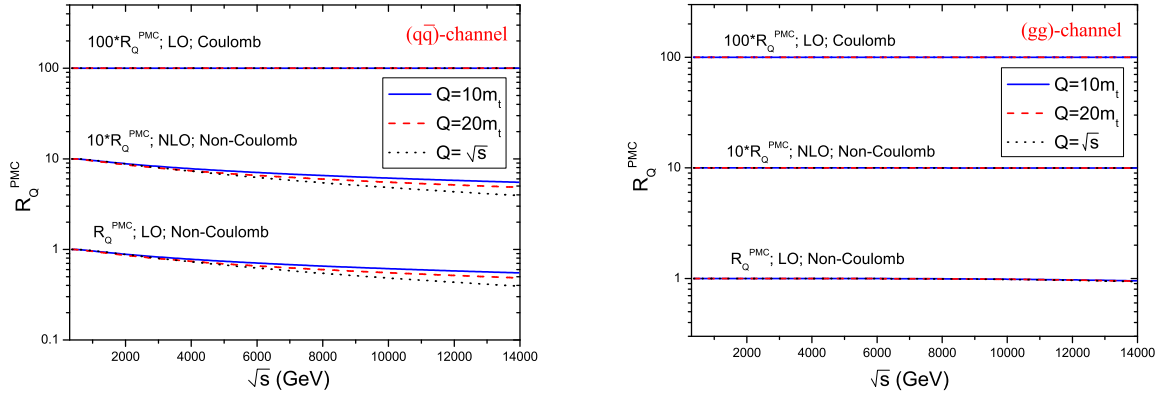 (qq̅)-channel
100*R_Q^PMC; LO; Coulomb
100
Q=10m_t
Q=20m_t
Q=√s
10*R_Q^PMC; NLO; Non-Coulomb
10
R_Q^PMC
R_Q^PMC; LO; Non-Coulomb
1
0.1
2000 4000 6000 8000 10000 12000 14000
√s (GeV)
(gg)-channel
100*R_Q^PMC; LO; Coulomb
100
Q=10m_t
Q=20m_t
Q=√s
10*R_Q^PMC; NLO; Non-Coulomb
10
R_Q^PMC
R_Q^PMC; LO; Non-Coulomb
1
2000 4000 6000 8000 10000 12000 14000
√s (GeV)